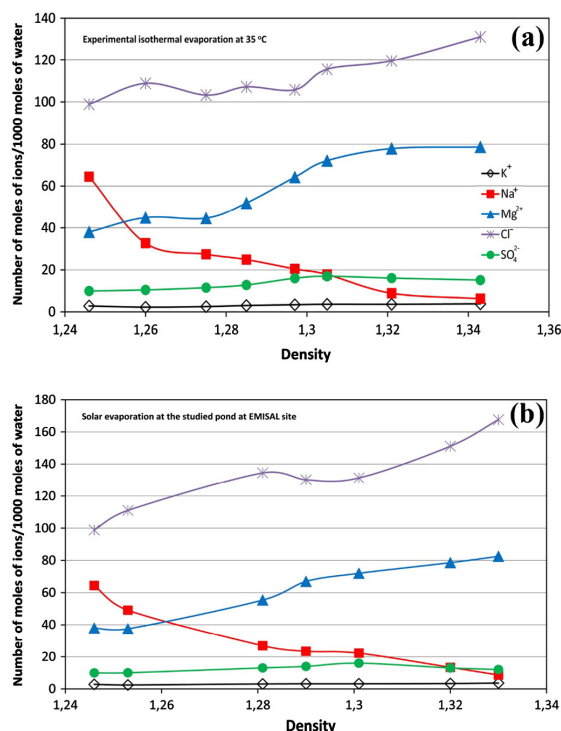 (a)
Experimental isothermal evaporation at 35 °C
Number of moles of ions/1000 moles of water
140
120
100
80
60
40
20
0
K+
Na+
Mg2+
Cl-
SO4 2-
1,24 1,26 1,28 1,3 1,32 1,34 1,36
Density
(b)
Solar evaporation at the studied pond at EMISAL site
Number of moles of ions/1000 moles of water
180
160
140
120
100
80
60
40
20
0
1,24 1,26 1,28 1,3 1,32 1,34
Density